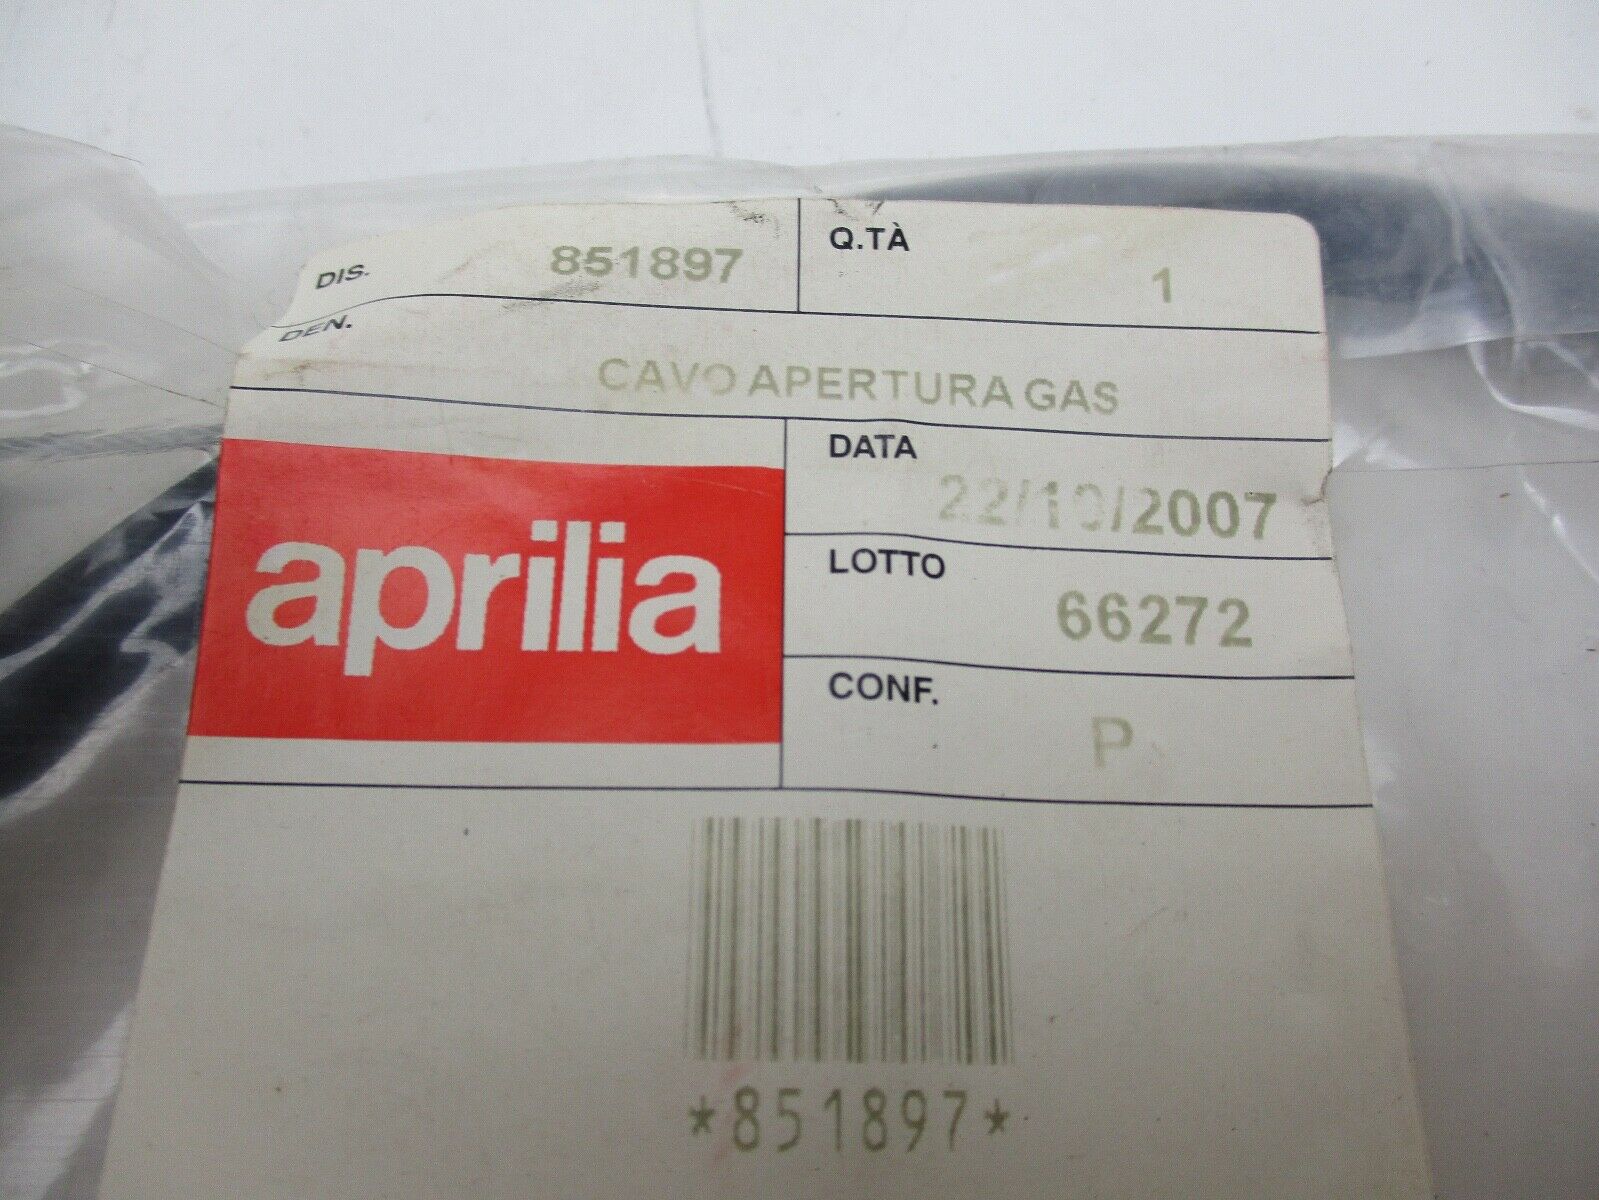 DIS. 851897 Q.TÀ 1
DEN.
CAVO APERTURA GAS
aprilia
DATA
22/10/2007
LOTTO
66272
CONF.
P
*851897*